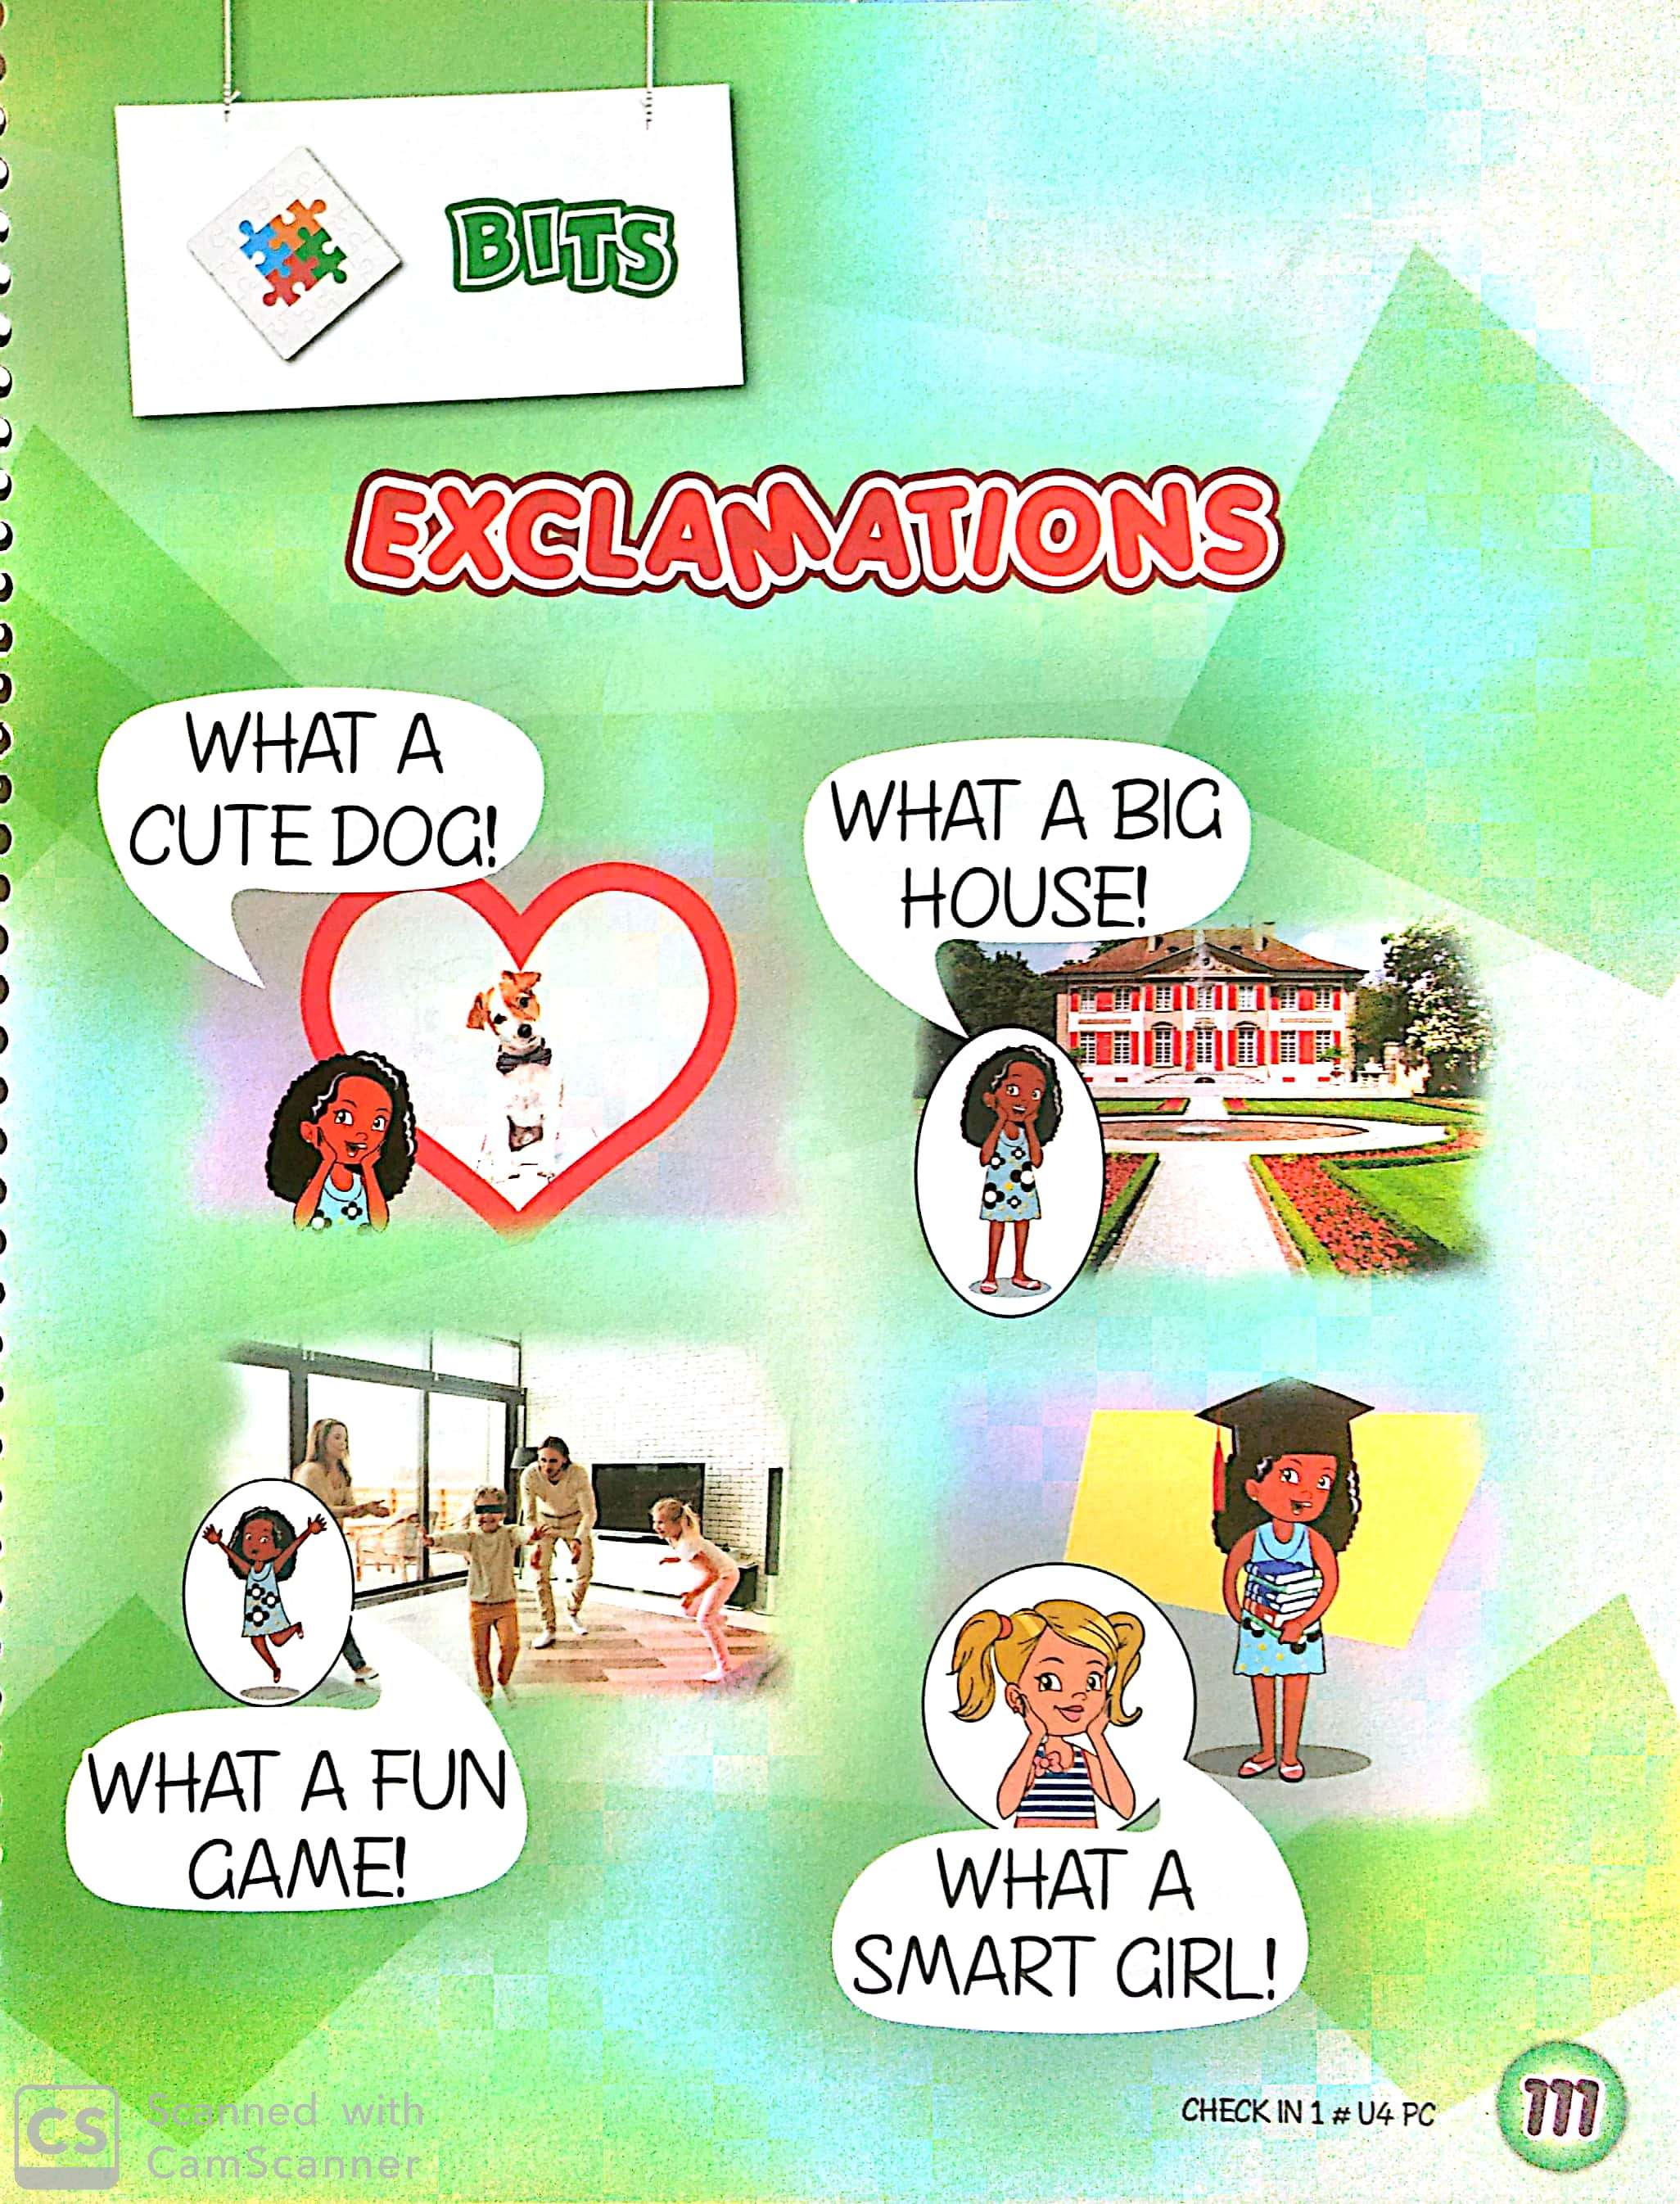 BITS
EXCLAMATIONS
WHAT A
CUTE DOG!
WHAT A BIG
HOUSE!
WHAT A FUN
GAME!
WHAT A
SMART GIRL!
CHECK IN 1 # U4 PC
111
CS
Scanned with
CamScanner